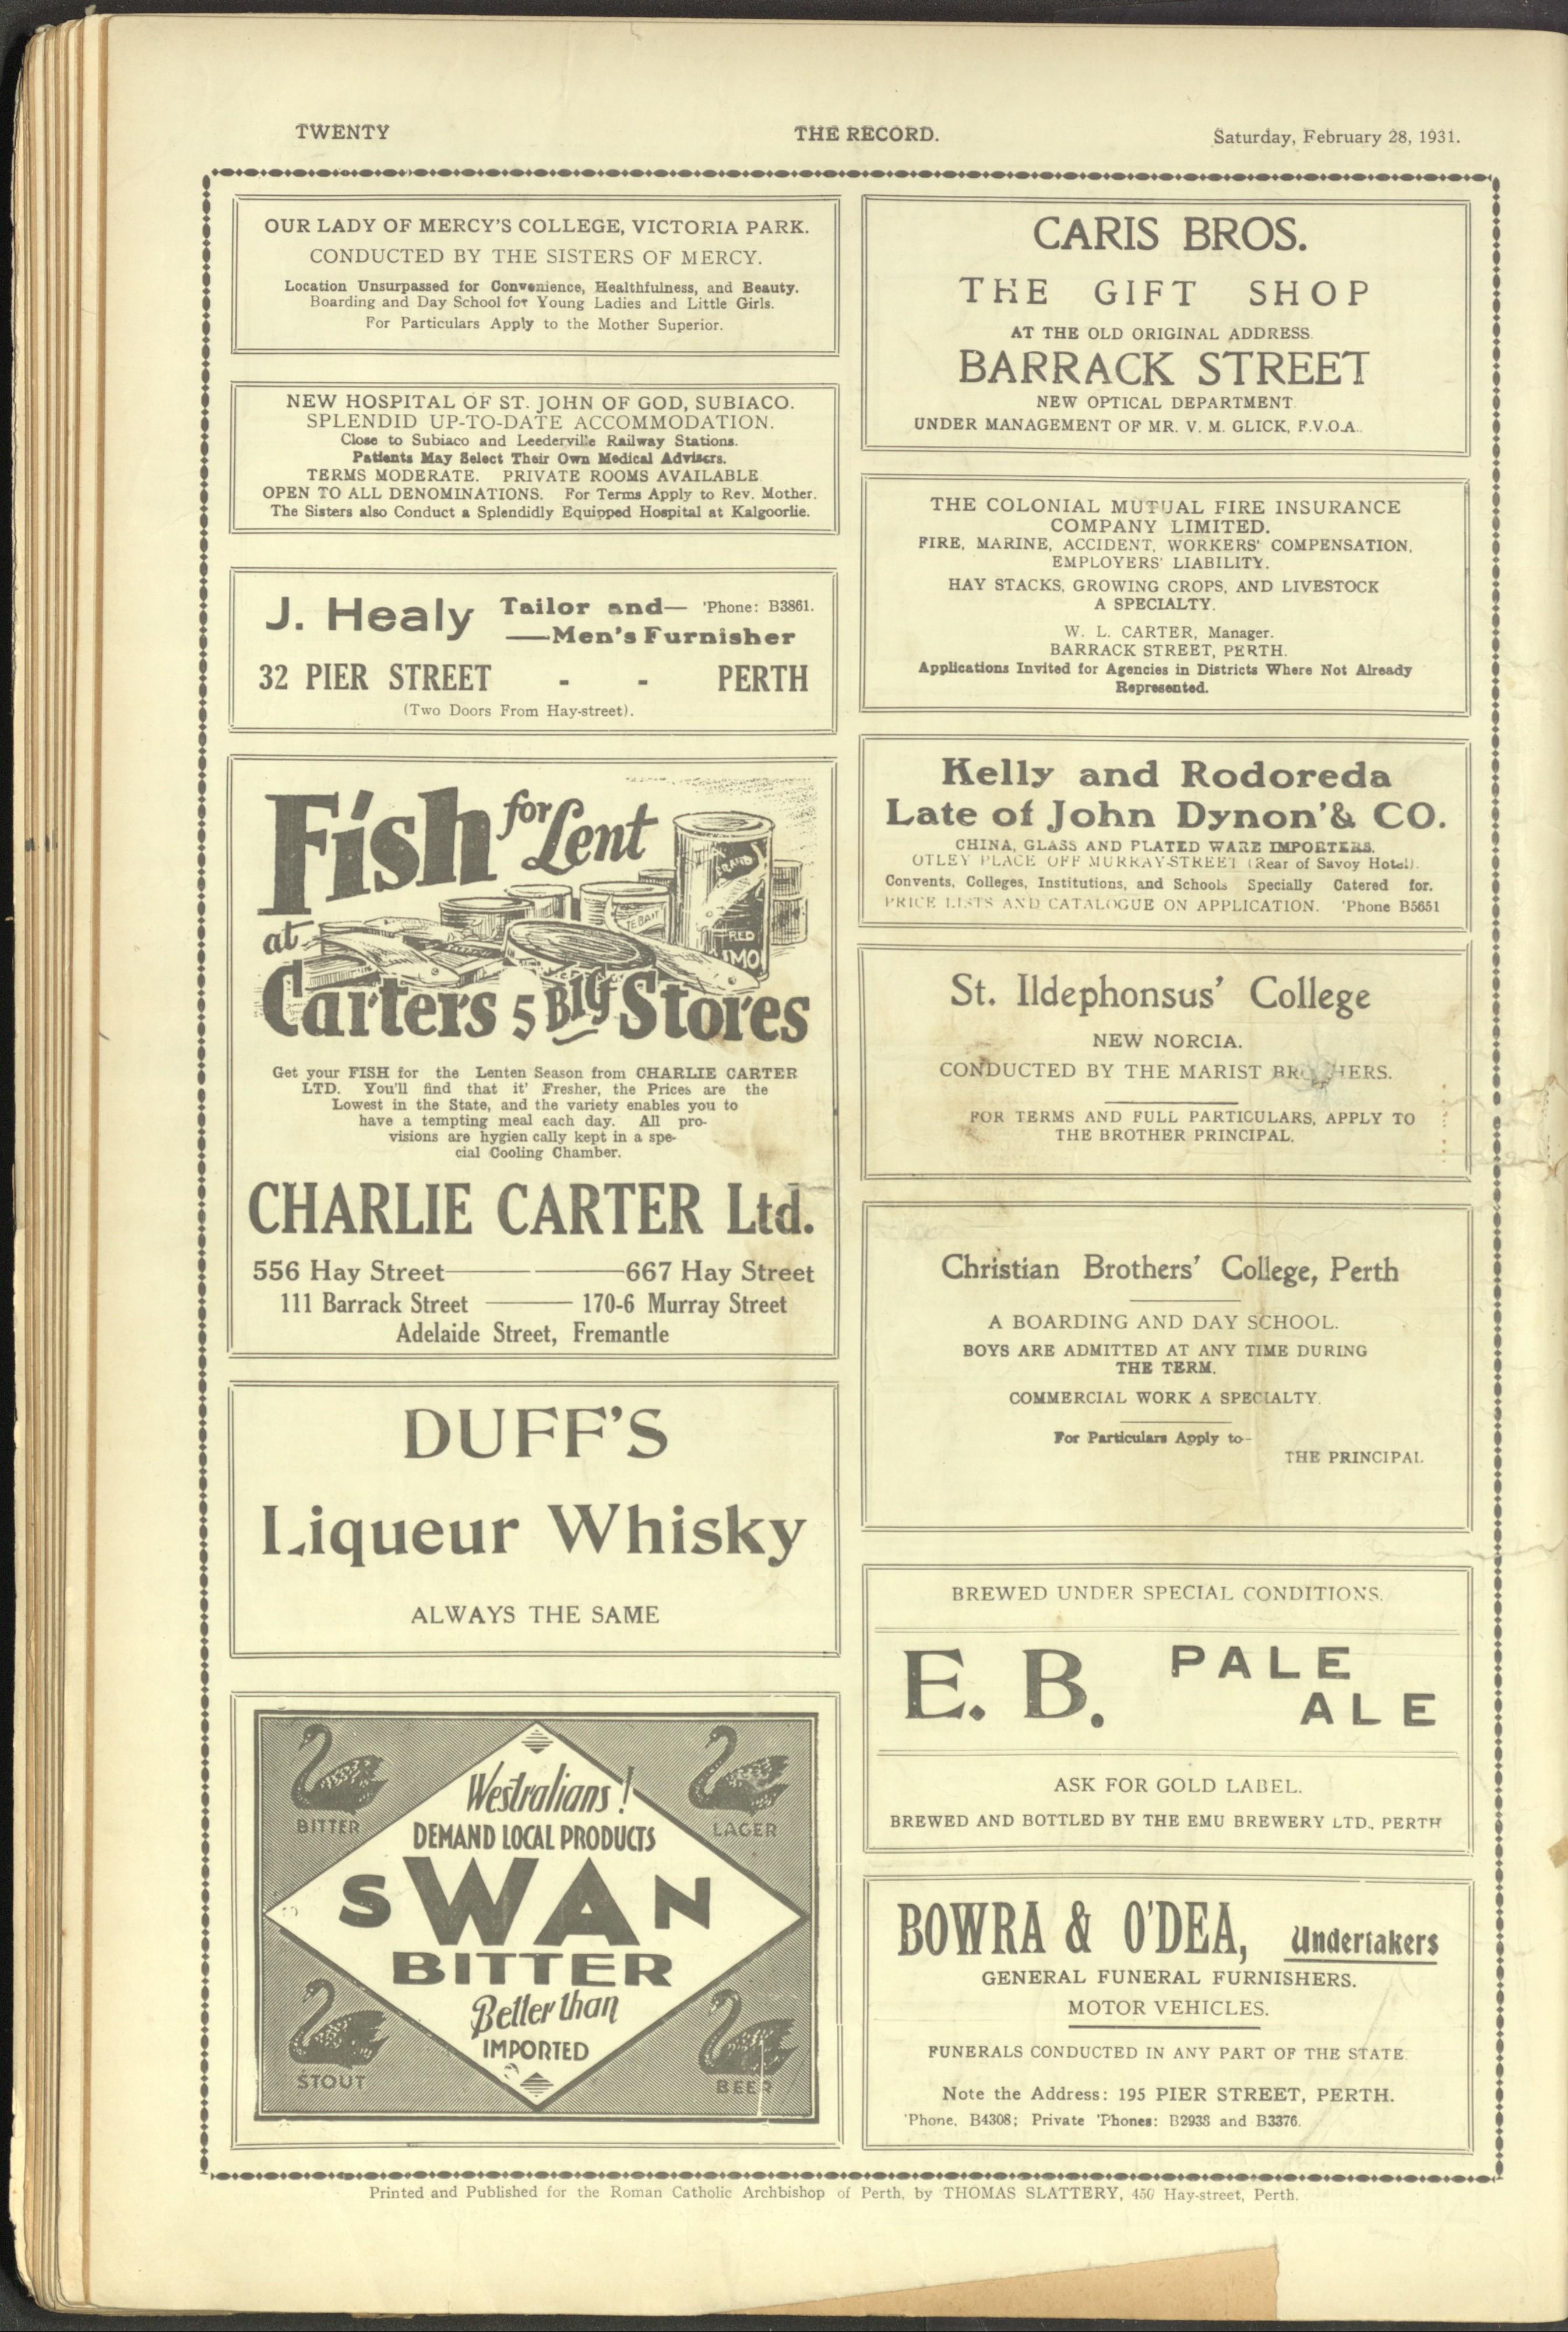 TWENTY
THE RECORD.
Saturday, February 28, 1931.
OUR LADY OF MERCY'S COLLEGE, VICTORIA PARK.
CONDUCTED BY THE SISTERS OF MERCY.
Location Unsurpassed for Convenience, Healthfulness, and Beauty.
Boarding and Day School for Young Ladies and Little Girls.
For Particulars Apply to the Mother Superior.
NEW HOSPITAL OF ST. JOHN OF GOD, SUBIACO.
SPLENDID UP-TO-DATE ACCOMMODATION.
Close to Subiaco and Leederville Railway Stations.
Patients May Select Their Own Medical Advisers.
TERMS MODERATE. PRIVATE ROOMS AVAILABLE
OPEN TO ALL DENOMINATIONS. For Terms Apply to Rev. Mother.
The Sisters also Conduct a Splendidly Equipped Hospital at Kalgoorlie.
J. Healy Tailor and— 'Phone: B3861.
—Men's Furnisher
32 PIER STREET - - PERTH
(Two Doors From Hay-street).
Fish for Lent
at
Carters 5 Big Stores
RED
Get your FISH for the Lenten Season from CHARLIE CARTER
LTD. You'll find that it' Fresher, the Prices are the
Lowest in the State, and the variety enables you to
have a tempting meal each day. All pro-
visions are hygien cally kept in a spe-
cial Cooling Chamber.
CHARLIE CARTER Ltd.
556 Hay Street—— ——667 Hay Street
111 Barrack Street —— 170-6 Murray Street
Adelaide Street, Fremantle
DUFF'S
Liqueur Whisky
ALWAYS THE SAME
BITTER
LAGER
Westralians!
DEMAND LOCAL PRODUCTS
SWAN
BITTER
Better than
IMPORTED
STOUT
BEER
CARIS BROS.
THE GIFT SHOP
AT THE OLD ORIGINAL ADDRESS.
BARRACK STREET
NEW OPTICAL DEPARTMENT
UNDER MANAGEMENT OF MR. V. M. GLICK, F.V.O.A.
THE COLONIAL MUTUAL FIRE INSURANCE
COMPANY LIMITED.
FIRE, MARINE, ACCIDENT, WORKERS' COMPENSATION,
EMPLOYERS' LIABILITY.
HAY STACKS, GROWING CROPS, AND LIVESTOCK
A SPECIALTY.
W. L. CARTER, Manager.
BARRACK STREET, PERTH.
Applications Invited for Agencies in Districts Where Not Already
Represented.
Kelly and Rodoreda
Late of John Dynon'& CO.
CHINA, GLASS AND PLATED WARE IMPORTERS.
OTLEY PLACE OFF MURRAY-STREET (Rear of Savoy Hotel).
Convents, Colleges, Institutions, and Schools Specially Catered for.
PRICE LISTS AND CATALOGUE ON APPLICATION. 'Phone B5651
St. Ildephonsus' College
NEW NORCIA.
CONDUCTED BY THE MARIST BROTHERS.
FOR TERMS AND FULL PARTICULARS, APPLY TO
THE BROTHER PRINCIPAL.
Christian Brothers' College, Perth
A BOARDING AND DAY SCHOOL.
BOYS ARE ADMITTED AT ANY TIME DURING
THE TERM.
COMMERCIAL WORK A SPECIALTY.
For Particulars Apply to—
THE PRINCIPAL
BREWED UNDER SPECIAL CONDITIONS.
E. B. PALE
ALE
ASK FOR GOLD LABEL.
BREWED AND BOTTLED BY THE EMU BREWERY LTD., PERTH
BOWRA & O'DEA, Undertakers
GENERAL FUNERAL FURNISHERS.
MOTOR VEHICLES.
FUNERALS CONDUCTED IN ANY PART OF THE STATE
Note the Address: 195 PIER STREET, PERTH.
'Phone, B4308; Private 'Phones: B2938 and B3376.
Printed and Published for the Roman Catholic Archbishop of Perth, by THOMAS SLATTERY, 450 Hay-street, Perth.